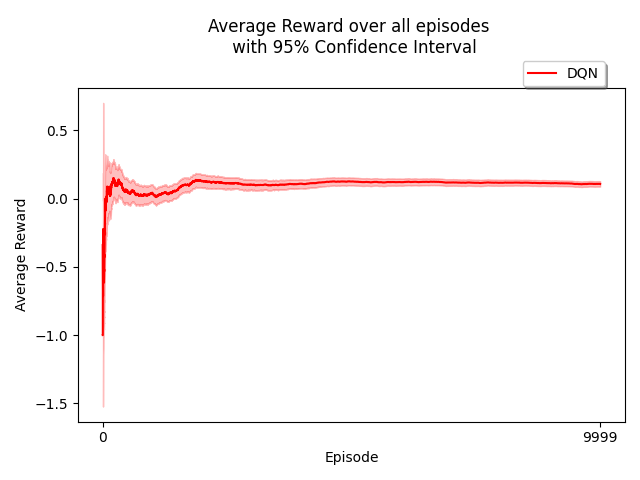 Average Reward over all episodes
with 95% Confidence Interval
DQN
0.5
0.0
−0.5
−1.0
−1.5
Average Reward
0
9999
Episode